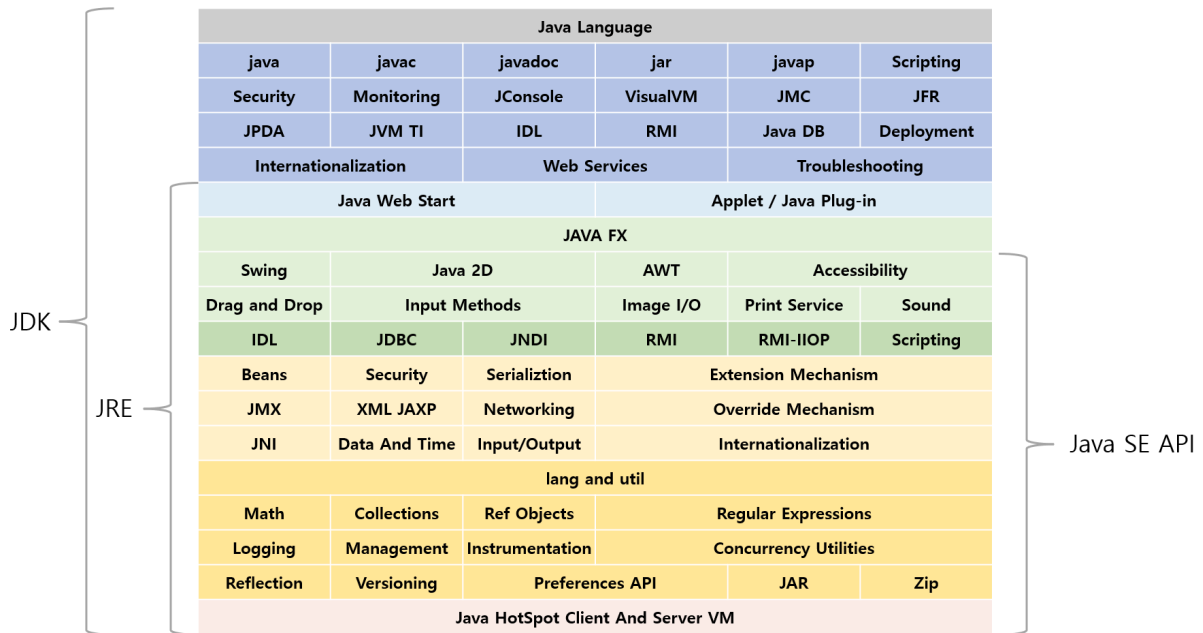 Java Language
java javac javadoc jar javap Scripting
Security Monitoring JConsole VisualVM JMC JFR
JPDA JVM TI IDL RMI Java DB Deployment
Internationalization Web Services Troubleshooting
Java Web Start Applet / Java Plug-in
JAVA FX
Swing Java 2D AWT Accessibility
Drag and Drop Input Methods Image I/O Print Service Sound
JDK
IDL JDBC JNDI RMI RMI-IIOP Scripting
Beans Security Serializtion Extension Mechanism
JRE
JMX XML JAXP Networking Override Mechanism
JNI Data And Time Input/Output Internationalization
Java SE API
lang and util
Math Collections Ref Objects Regular Expressions
Logging Management Instrumentation Concurrency Utilities
Reflection Versioning Preferences API JAR Zip
Java HotSpot Client And Server VM